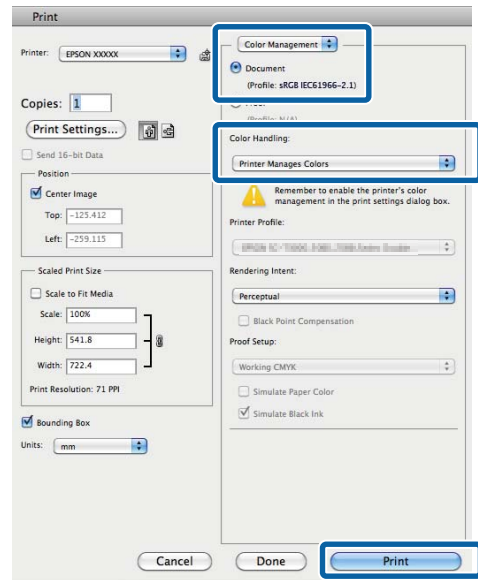 Print
Printer: EPSON XXXXX
Copies: 1
Print Settings...
Send 16-bit Data
Position
Center Image
Top: -125.412
Left: -259.115
Scaled Print Size
Scale to Fit Media
Scale: 100%
Height: 541.8
Width: 722.4
Print Resolution: 71 PPI
Bounding Box
Units: mm
Color Management
Document
(Profile: sRGB IEC61966-2.1)
(Profile: N/A)
Color Handling:
Printer Manages Colors
Remember to enable the printer's color
management in the print settings dialog box.
Printer Profile:
Rendering Intent:
Perceptual
Black Point Compensation
Proof Setup:
Working CMYK
Simulate Paper Color
Simulate Black Ink
Cancel
Done
Print